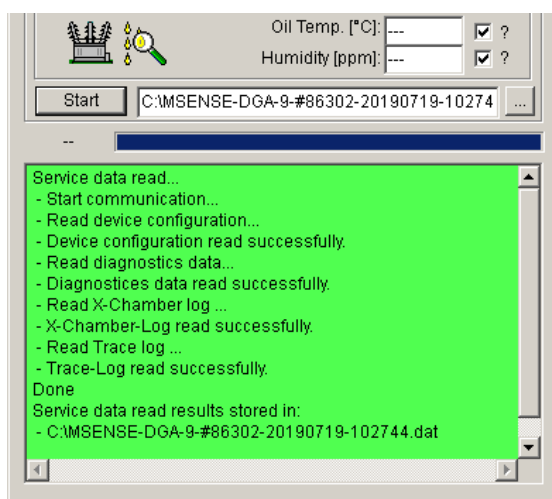 Oil Temp. [°C]: --- ?
Humidity [ppm]: --- ?
Start C:\MSENSE-DGA-9-#86302-20190719-10274 ...
--
Service data read...
- Start communication...
- Read device configuration...
- Device configuration read successfully.
- Read diagnostics data...
- Diagnostices data read successfully.
- Read X-Chamber log ...
- X-Chamber-Log read successfully.
- Read Trace log ...
- Trace-Log read successfully.
Done
Service data read results stored in:
- C:\MSENSE-DGA-9-#86302-20190719-102744.dat